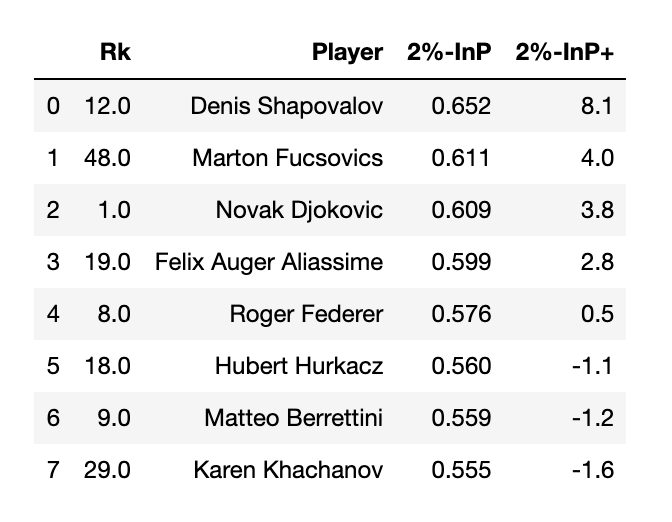 Rk Player 2%-InP 2%-InP+
0 12.0 Denis Shapovalov 0.652 8.1
1 48.0 Marton Fucsovics 0.611 4.0
2 1.0 Novak Djokovic 0.609 3.8
3 19.0 Felix Auger Aliassime 0.599 2.8
4 8.0 Roger Federer 0.576 0.5
5 18.0 Hubert Hurkacz 0.560 -1.1
6 9.0 Matteo Berrettini 0.559 -1.2
7 29.0 Karen Khachanov 0.555 -1.6